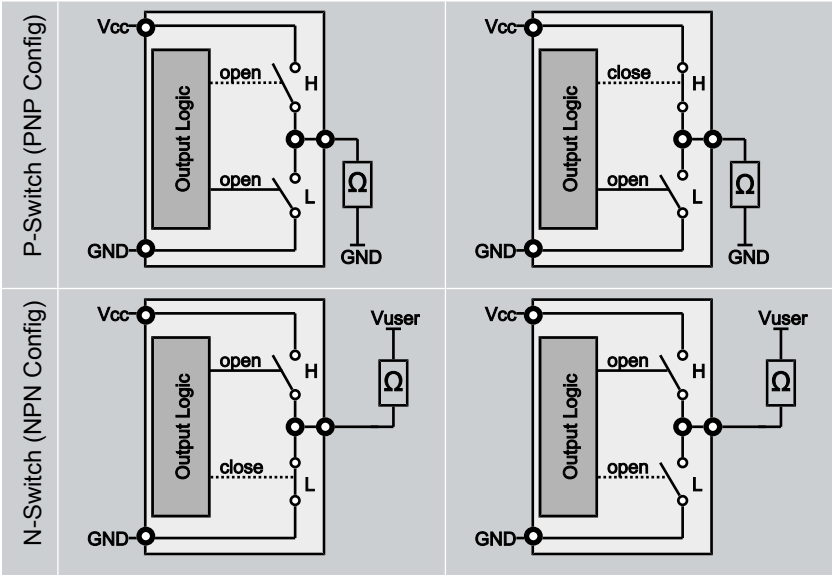 P-Switch (PNP Config)
Vcc
Output Logic
open
H
open
L
Ω
GND
GND
Vcc
Output Logic
close
H
open
L
Ω
GND
GND
N-Switch (NPN Config)
Vcc
Vuser
Output Logic
open
H
Ω
close
L
GND
Vcc
Vuser
Output Logic
open
H
Ω
open
L
GND